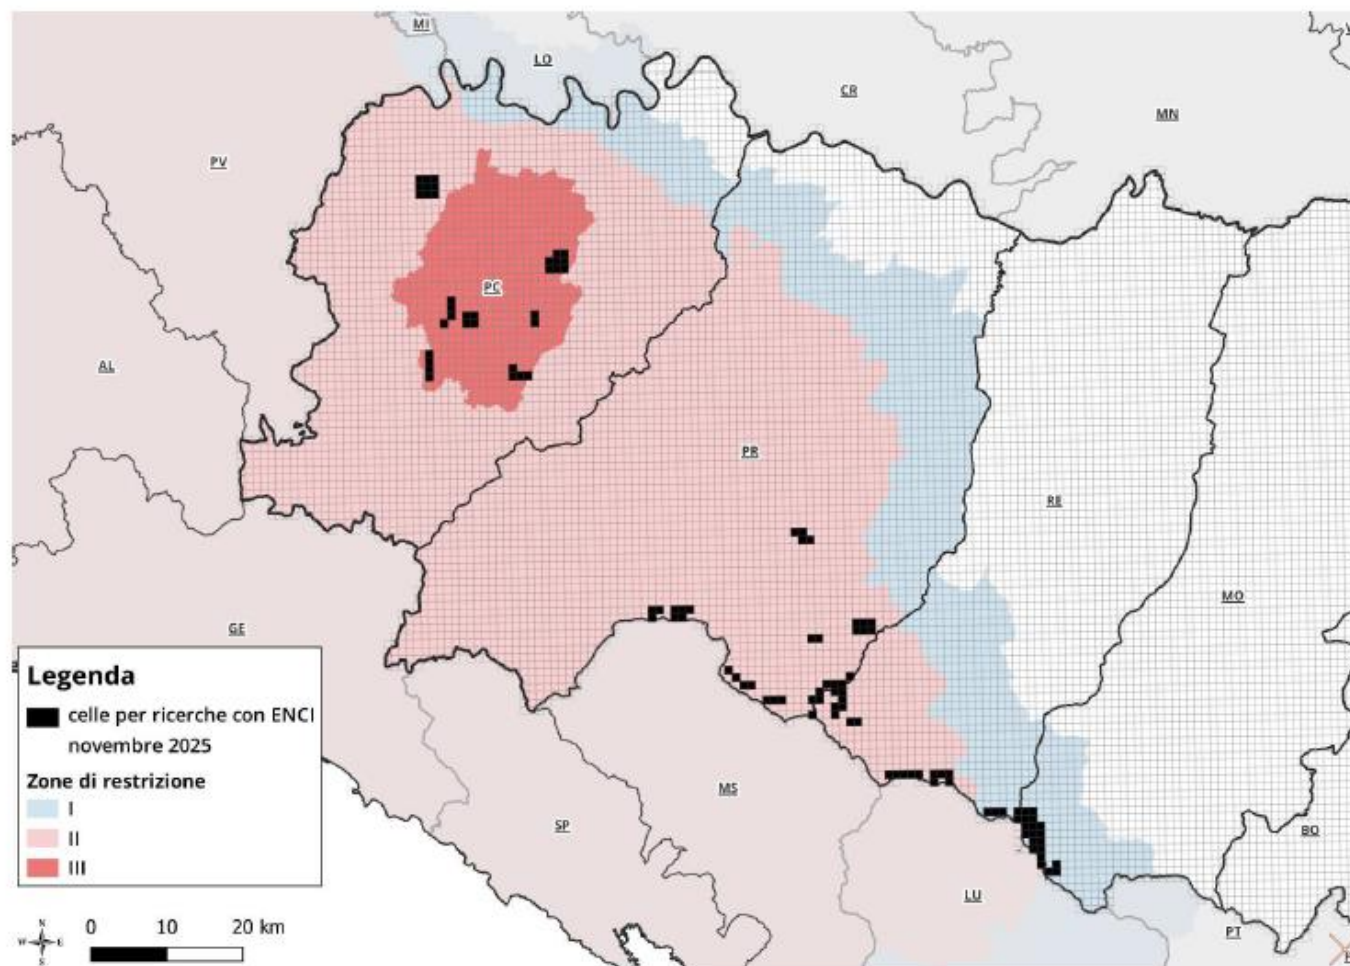 MI
LO
CR
MN
PV
PC
AL
PR
RE
MO
GE
Legenda
celle per ricerche con ENCI
novembre 2025
Zone di restrizione
I
II
III
MS
SP
BO
LU
PT
N
W E
S
0 10 20 km